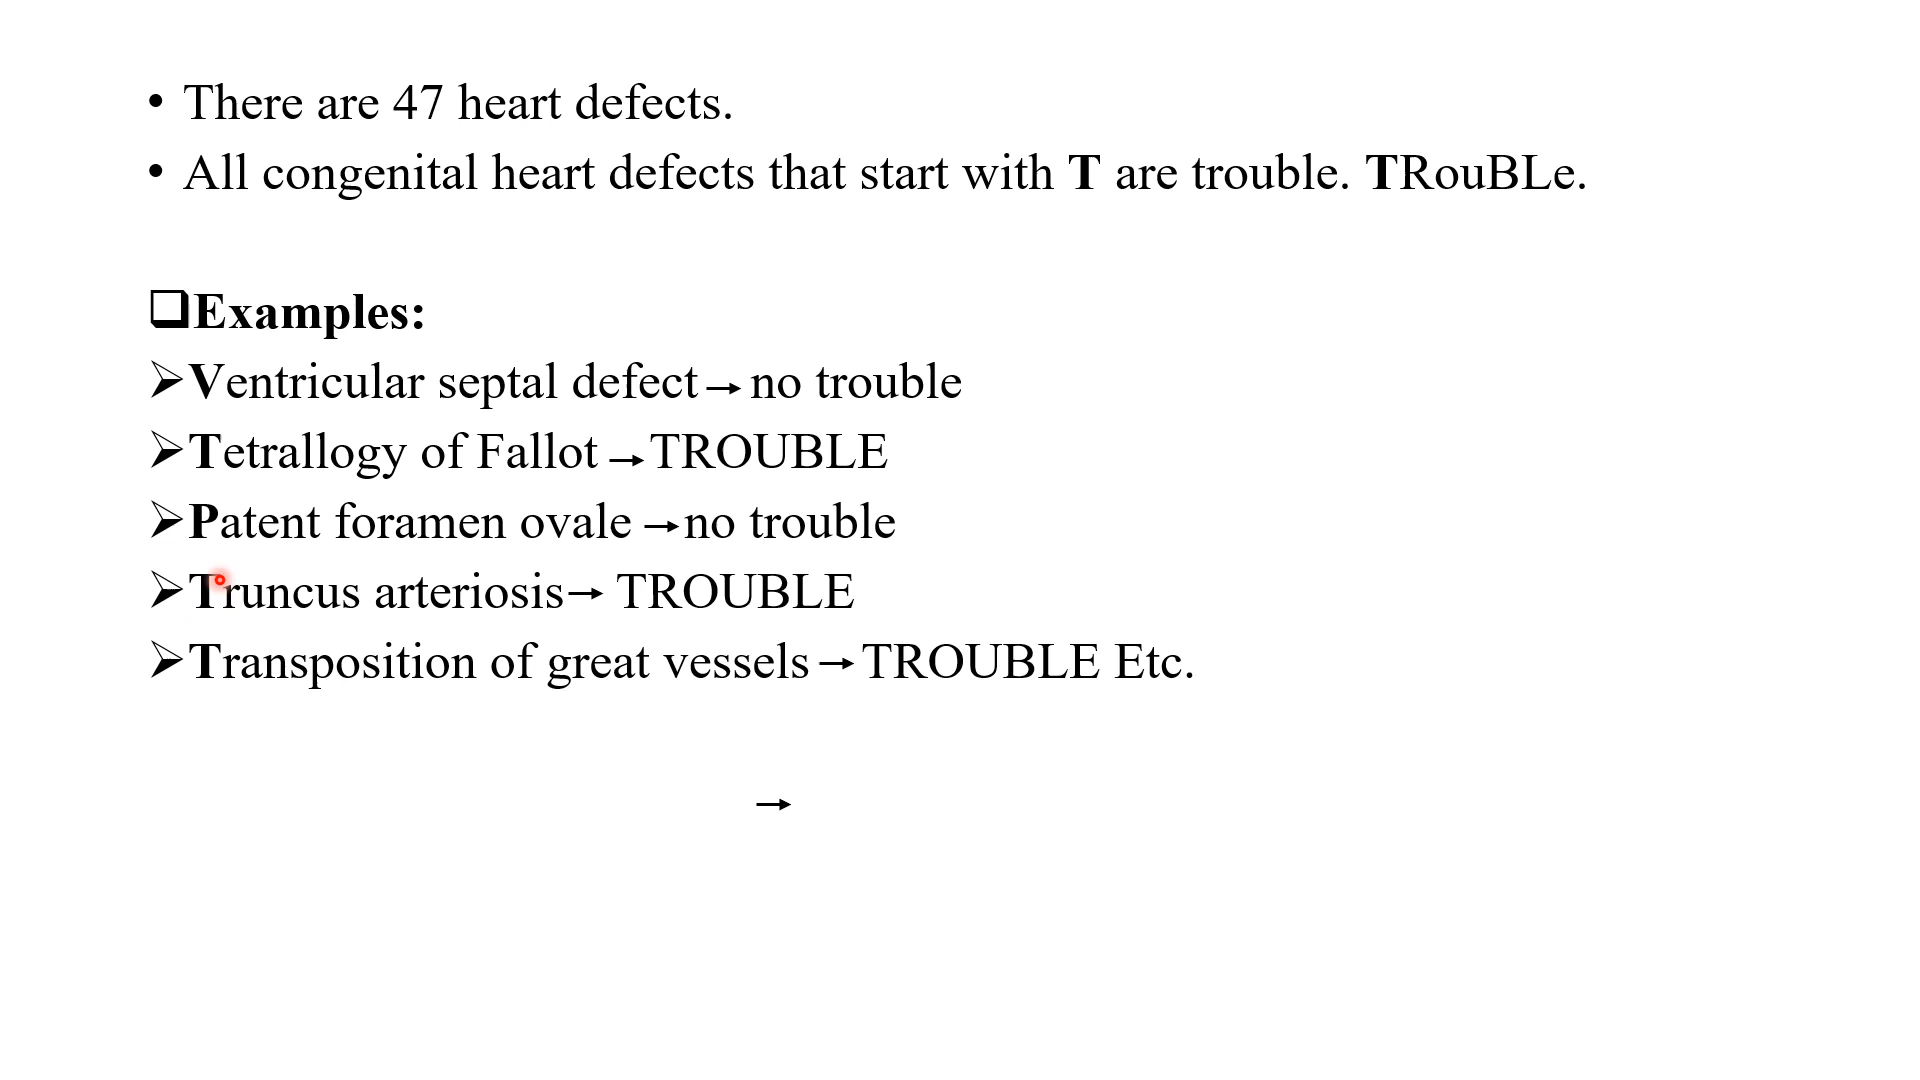 • There are 47 heart defects.
• All congenital heart defects that start with T are trouble. TRouBLe.
❑Examples:
➢Ventricular septal defect→no trouble
➢Tetrallogy of Fallot →TROUBLE
➢Patent foramen ovale →no trouble
➢Truncus arteriosis→ TROUBLE
➢Transposition of great vessels →TROUBLE Etc.
→